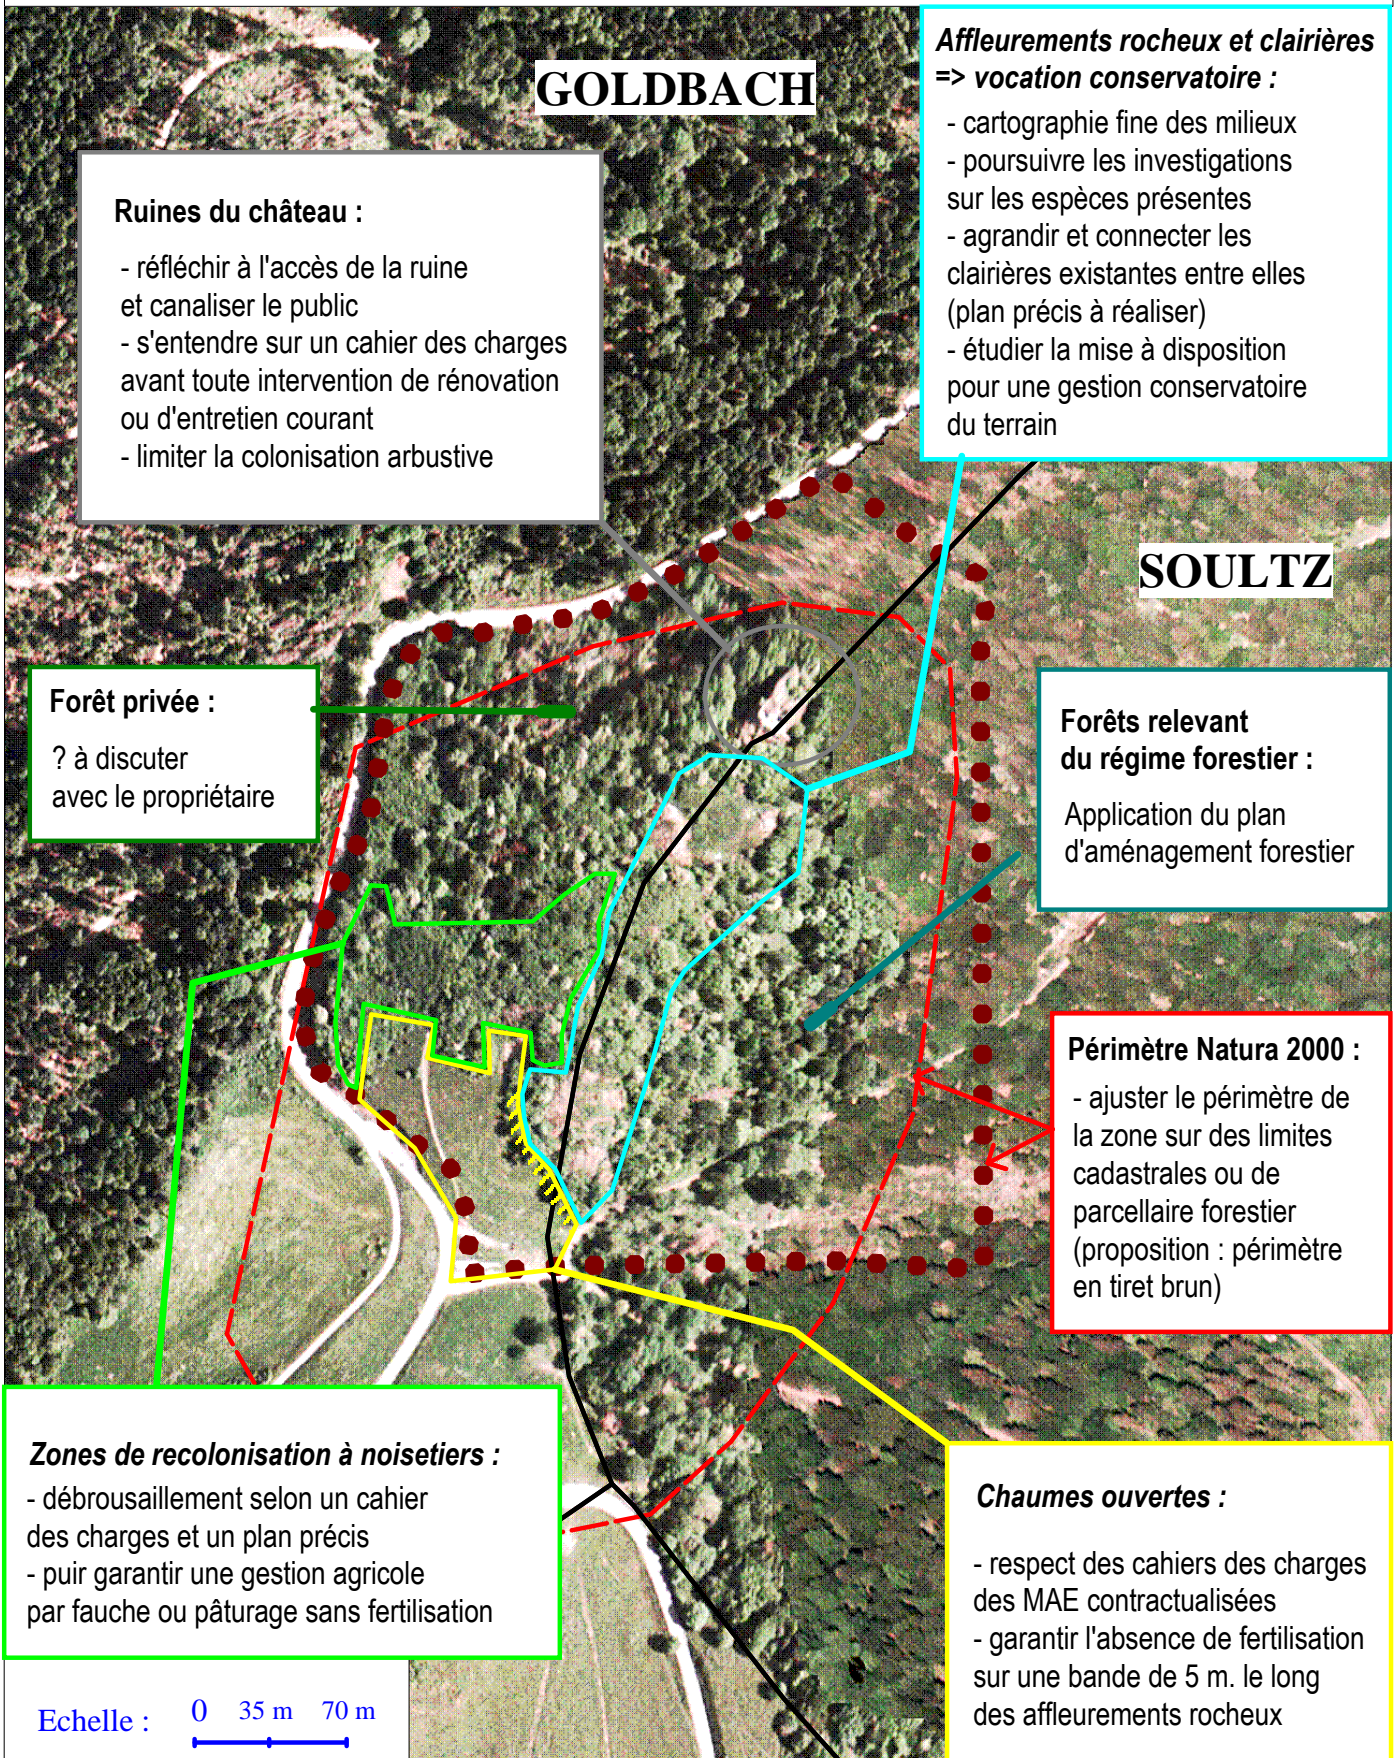 GOLDBACH
Affleurements rocheux et clairières
=> vocation conservatoire :
- cartographie fine des milieux
- poursuivre les investigations
sur les espèces présentes
- agrandir et connecter les
clairières existantes entre elles
(plan précis à réaliser)
- étudier la mise à disposition
pour une gestion conservatoire
du terrain
Ruines du château :
- réfléchir à l'accès de la ruine
et canaliser le public
- s'entendre sur un cahier des charges
avant toute intervention de rénovation
ou d'entretien courant
- limiter la colonisation arbustive
SOULTZ
Forêt privée :
? à discuter
avec le propriétaire
Forêts relevant
du régime forestier :
Application du plan
d'aménagement forestier
Périmètre Natura 2000 :
- ajuster le périmètre de
la zone sur des limites
cadastrales ou de
parcellaire forestier
(proposition : périmètre
en tiret brun)
Zones de recolonisation à noisetiers :
- débrousaillement selon un cahier
des charges et un plan précis
- puir garantir une gestion agricole
par fauche ou pâturage sans fertilisation
Chaumes ouvertes :
- respect des cahiers des charges
des MAE contractualisées
- garantir l'absence de fertilisation
sur une bande de 5 m. le long
des affleurements rocheux
Echelle : 0 35 m 70 m